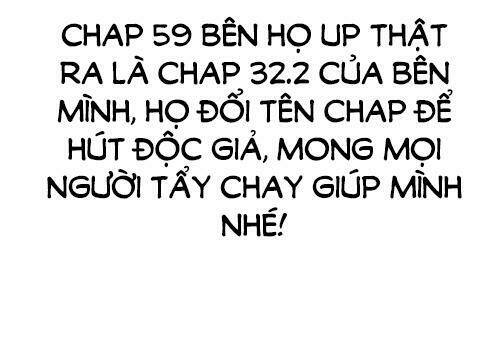 CHAP 59 BÊN HỌ UP THẬT
RA LÀ CHAP 32.2 CỦA BÊN
MÌNH, HỌ ĐỔI TÊN CHAP ĐỂ
HÚT ĐỘC GIẢ, MONG MỌI
NGƯỜI TẨY CHAY GIÚP MÌNH
NHÉ!